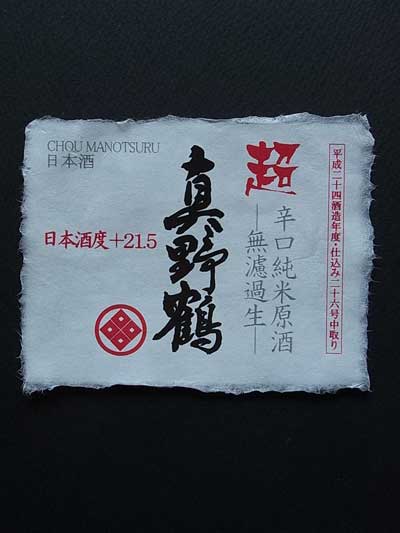 CHOU MANOTSURU
日本酒
日本酒度+21.5
真野鶴
超
辛口純米原酒
―無濾過生―
平成二十四酒造年度・仕込み二十六号中取り